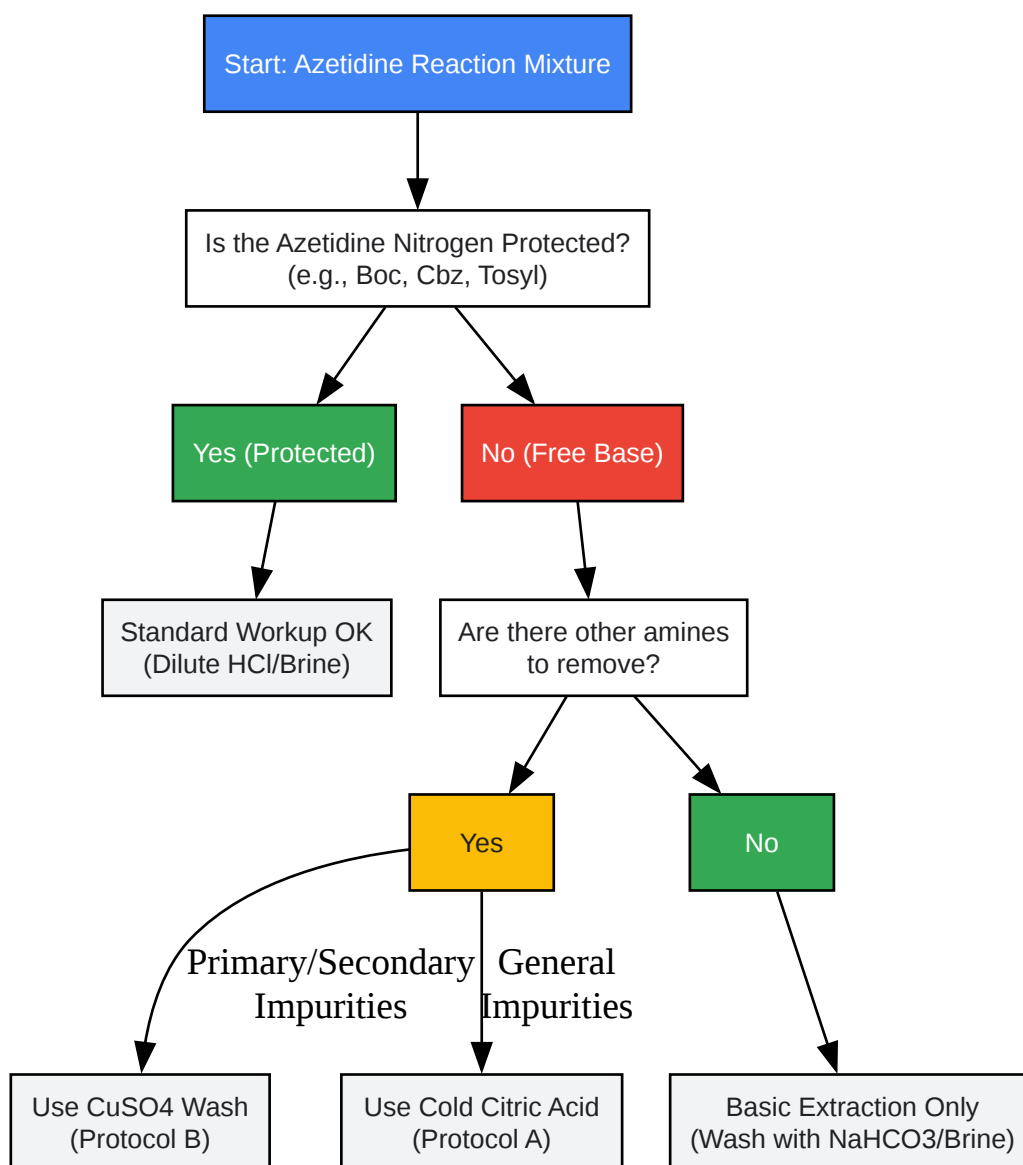 Start: Azetidine Reaction Mixture
Is the Azetidine Nitrogen Protected?
(e.g., Boc, Cbz, Tosyl)
Yes (Protected)
No (Free Base)
Standard Workup OK
(Dilute HCl/Brine)
Are there other amines
to remove?
Yes
No
Primary/Secondary
Impurities
General
Impurities
Use CuSO4 Wash
(Protocol B)
Use Cold Citric Acid
(Protocol A)
Basic Extraction Only
(Wash with NaHCO3/Brine)